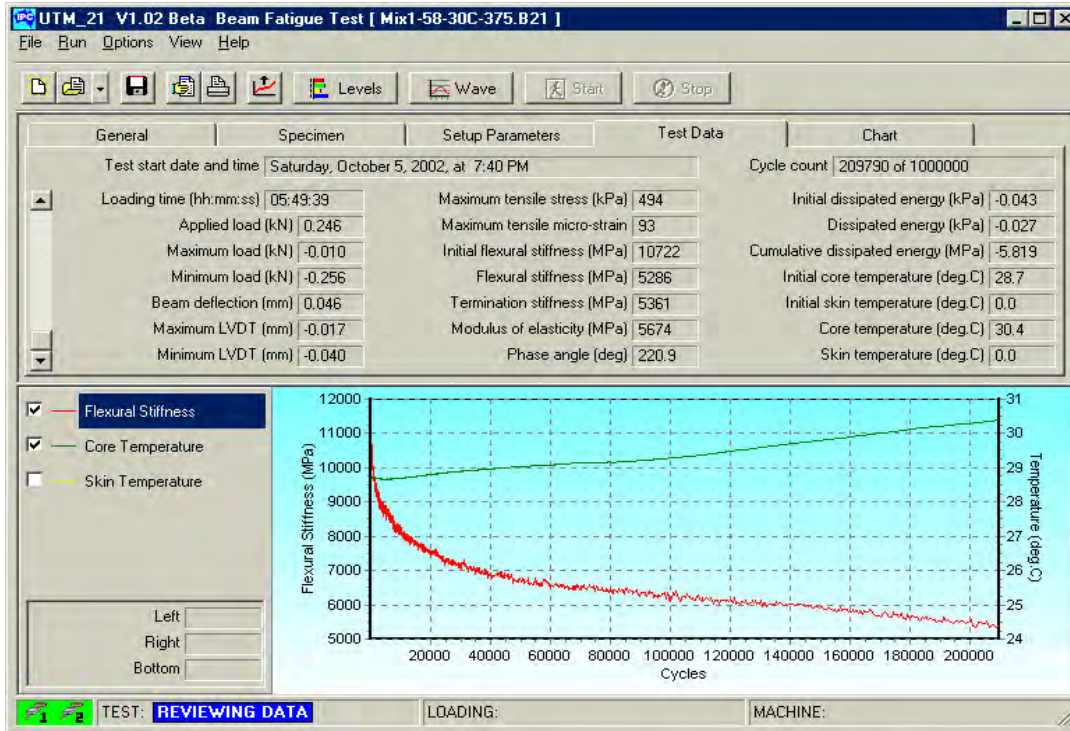 IPC UTM_21 V1.02 Beta Beam Fatigue Test [ Mix1-58-30C-375.B21 ]
File Run Options View Help
Levels Wave Start Stop
General Specimen Setup Parameters Test Data Chart
Test start date and time Saturday, October 5, 2002, at 7:40 PM Cycle count 209790 of 1000000
Loading time (hh:mm:ss) 05:49:39 Maximum tensile stress (kPa) 494 Initial dissipated energy (kPa) -0.043
Applied load (kN) 0.246 Maximum tensile micro-strain 93 Dissipated energy (kPa) -0.027
Maximum load (kN) -0.010 Initial flexural stiffness (MPa) 10722 Cumulative dissipated energy (MPa) -5.819
Minimum load (kN) -0.256 Flexural stiffness (MPa) 5286 Initial core temperature (deg.C) 28.7
Beam deflection (mm) 0.046 Termination stiffness (MPa) 5361 Initial skin temperature (deg.C) 0.0
Maximum LVDT (mm) -0.017 Modulus of elasticity (MPa) 5674 Core temperature (deg.C) 30.4
Minimum LVDT (mm) -0.040 Phase angle (deg) 220.9 Skin temperature (deg.C) 0.0
Flexural Stiffness
Core Temperature
Skin Temperature
Left
Right
Bottom
Flexural Stiffness (MPa)
12000
11000
10000
9000
8000
7000
6000
5000
31
30
29
28
27
26
25
24
Temperature (deg.C)
20000 40000 60000 80000 100000 120000 140000 160000 180000 200000
Cycles
1 2 TEST: REVIEWING DATA LOADING: MACHINE: